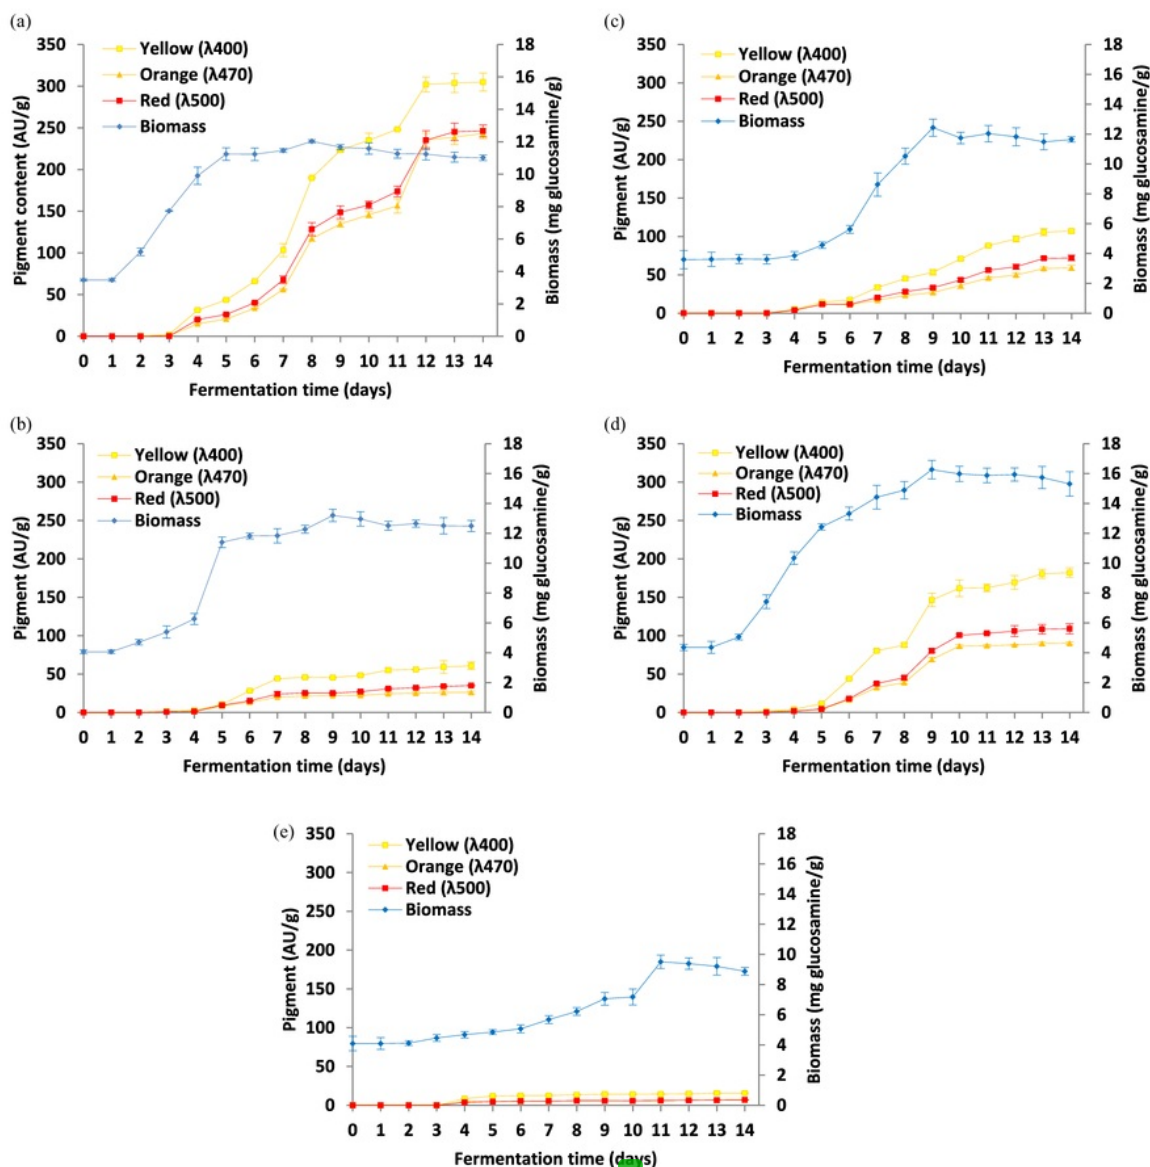 (a)
350
300
250
200
150
100
50
0
Pigment content (AU/g)
Yellow (λ400)
Orange (λ470)
Red (λ500)
Biomass
18
16
14
12
10
8
6
4
2
0
Biomass (mg glucosamine/g)
0 1 2 3 4 5 6 7 8 9 10 11 12 13 14
Fermentation time (days)
(c)
350
300
250
200
150
100
50
0
Pigment (AU/g)
Yellow (λ400)
Orange (λ470)
Red (λ500)
Biomass
18
16
14
12
10
8
6
4
2
0
Biomass (mg glucosamine/g)
0 1 2 3 4 5 6 7 8 9 10 11 12 13 14
Fermentation time (days)
(b)
350
300
250
200
150
100
50
0
Pigment (AU/g)
Yellow (λ400)
Orange (λ470)
Red (λ500)
Biomass
18
16
14
12
10
8
6
4
2
0
Biomass (mg glucosamine/g)
0 1 2 3 4 5 6 7 8 9 10 11 12 13 14
Fermentation time (days)
(d)
350
300
250
200
150
100
50
0
Pigment (AU/g)
Yellow (λ400)
Orange (λ470)
Red (λ500)
Biomass
18
16
14
12
10
8
6
4
2
0
Biomass (mg glucosamine/g)
0 1 2 3 4 5 6 7 8 9 10 11 12 13 14
Fermentation time (days)
(e)
350
300
250
200
150
100
50
0
Pigment (AU/g)
Yellow (λ400)
Orange (λ470)
Red (λ500)
Biomass
18
16
14
12
10
8
6
4
2
0
Biomass (mg glucosamine/g)
0 1 2 3 4 5 6 7 8 9 10 11 12 13 14
Fermentation time (days)